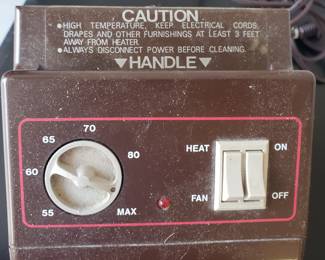 CAUTION
•HIGH TEMPERATURE, KEEP ELECTRICAL CORDS,
DRAPES AND OTHER FURNISHINGS AT LEAST 3 FEET
AWAY FROM HEATER.
•ALWAYS DISCONNECT POWER BEFORE CLEANING.
▼HANDLE▼
70
65
80
60
55
MAX
HEAT
ON
FAN
OFF